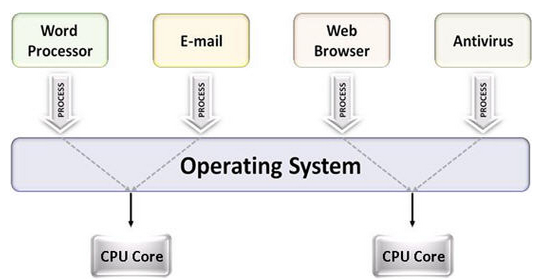 Word
Processor
E-mail
Web
Browser
Antivirus
PROCESS
PROCESS
PROCESS
PROCESS
Operating System
CPU Core
CPU Core